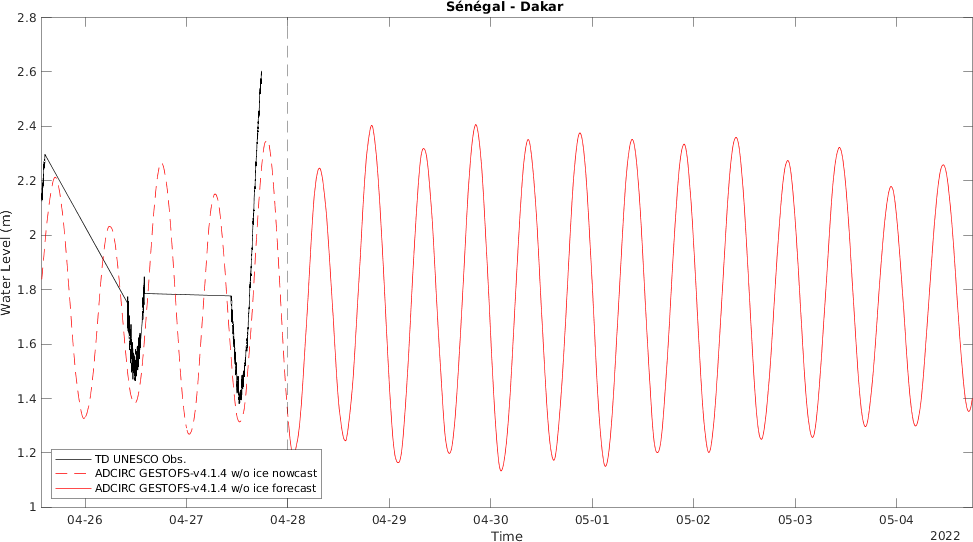 Sénégal - Dakar
2.8
2.6
2.4
2.2
2
1.8
1.6
1.4
1.2
1
Water Level (m)
TD UNESCO Obs.
ADCIRC GESTOFS-v4.1.4 w/o ice nowcast
ADCIRC GESTOFS-v4.1.4 w/o ice forecast
04-26 04-27 04-28 04-29 04-30 05-01 05-02 05-03 05-04
Time
2022